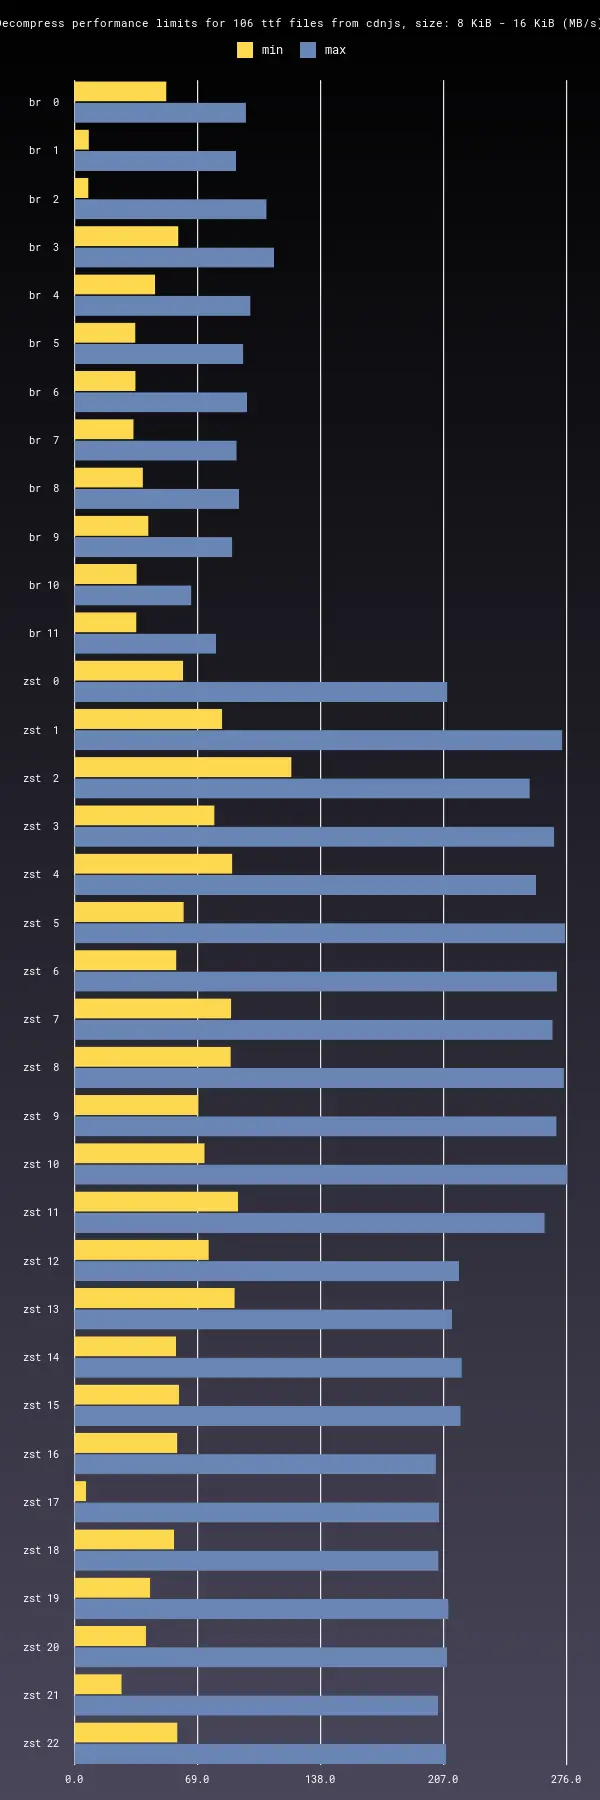 Decompress performance limits for 106 ttf files from cdnjs, size: 8 KiB - 16 KiB (MB/s)
min max
br 0
br 1
br 2
br 3
br 4
br 5
br 6
br 7
br 8
br 9
br 10
br 11
zst 0
zst 1
zst 2
zst 3
zst 4
zst 5
zst 6
zst 7
zst 8
zst 9
zst 10
zst 11
zst 12
zst 13
zst 14
zst 15
zst 16
zst 17
zst 18
zst 19
zst 20
zst 21
zst 22
0.0 69.0 138.0 207.0 276.0